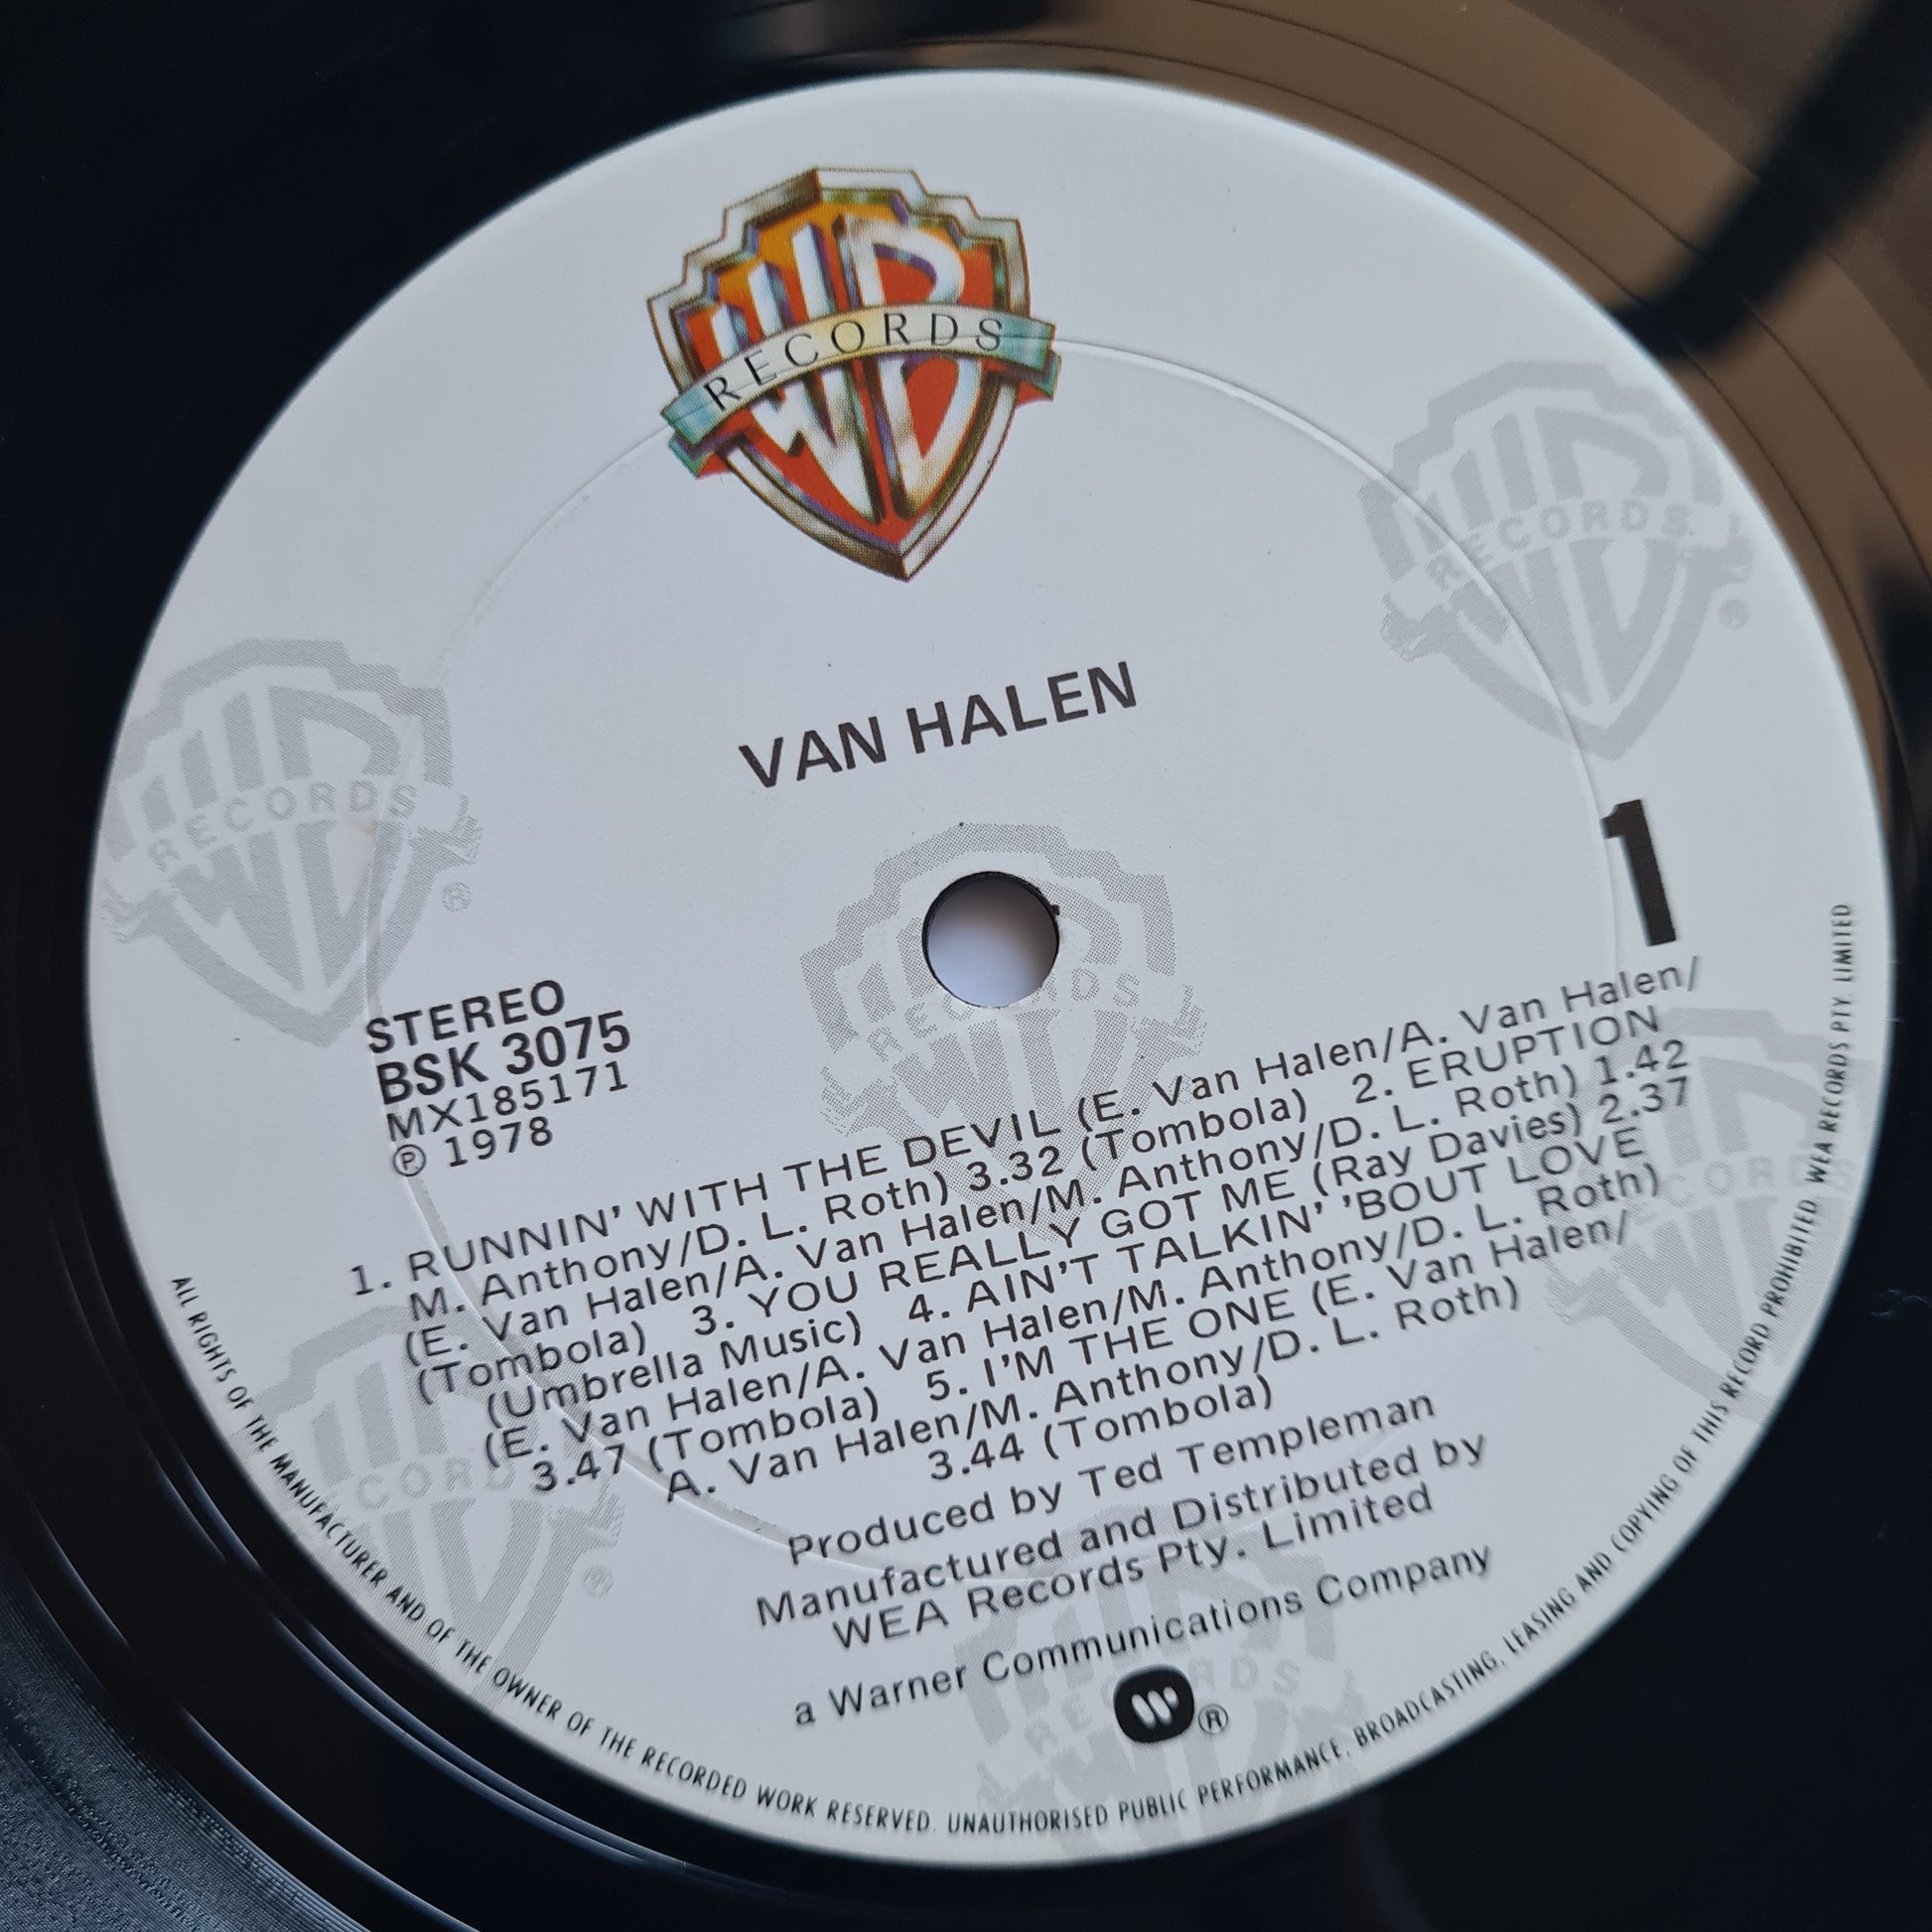 RECORDS
RECORDS
RECORDS
VAN HALEN
RECORDS
1
STEREO
BSK 3075
MX185171
Ⓟ 1978
1. RUNNIN' WITH THE DEVIL (E. Van Halen/A. Van Halen/
M. Anthony/D. L. Roth) 3.32 (Tombola) 2. ERUPTION
(E. Van Halen/A. Van Halen/M. Anthony/D. L. Roth) 1.42
(Tombola) 3. YOU REALLY GOT ME (Ray Davies) 2.37
(Umbrella Music) 4. AIN'T TALKIN' 'BOUT LOVE
(E. Van Halen/A. Van Halen/M. Anthony/D. L. Roth)
3.47 (Tombola) 5. I'M THE ONE (E. Van Halen/
A. Van Halen/M. Anthony/D. L. Roth)
3.44 (Tombola)
Produced by Ted Templeman
Manufactured and Distributed by
WEA Records Pty. Limited
a Warner Communications Company
W ®
ALL RIGHTS OF THE MANUFACTURER AND OF THE OWNER OF THE RECORDED WORK RESERVED. UNAUTHORISED PUBLIC PERFORMANCE, BROADCASTING, LEASING AND COPYING OF THIS RECORD PROHIBITED. WEA RECORDS PTY. LIMITED